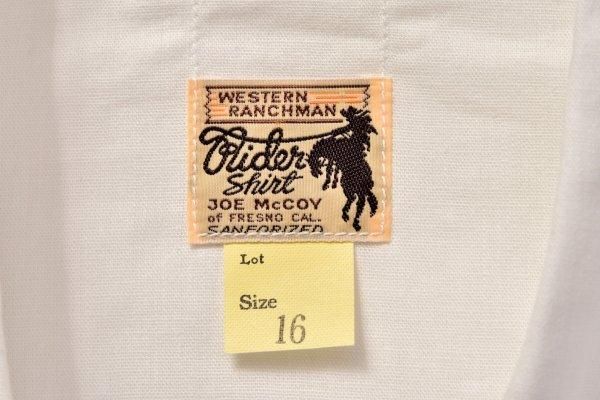 WESTERN
RANCHMAN
Rider
Shirt
JOE McCOY
of FRESNO CAL.
SANFORIZED
Lot
Size
16